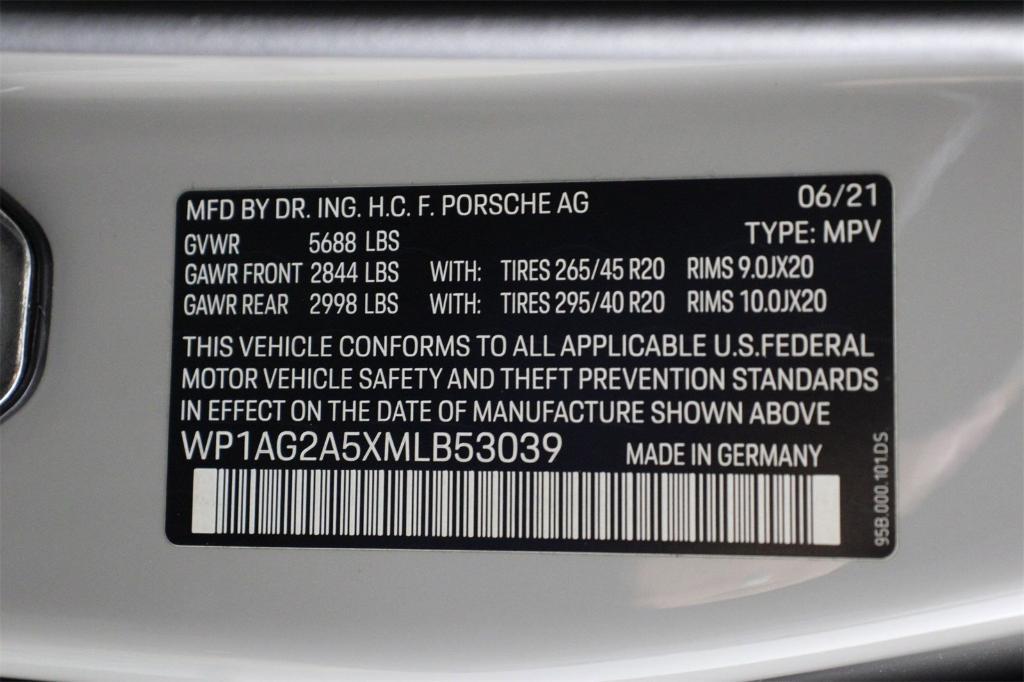 MFD BY DR. ING. H.C. F. PORSCHE AG 06/21
GVWR 5688 LBS TYPE: MPV
GAWR FRONT 2844 LBS WITH: TIRES 265/45 R20 RIMS 9.0JX20
GAWR REAR 2998 LBS WITH: TIRES 295/40 R20 RIMS 10.0JX20
THIS VEHICLE CONFORMS TO ALL APPLICABLE U.S.FEDERAL
MOTOR VEHICLE SAFETY AND THEFT PREVENTION STANDARDS
IN EFFECT ON THE DATE OF MANUFACTURE SHOWN ABOVE
WP1AG2A5XMLB53039 MADE IN GERMANY
95B.000.101.DS